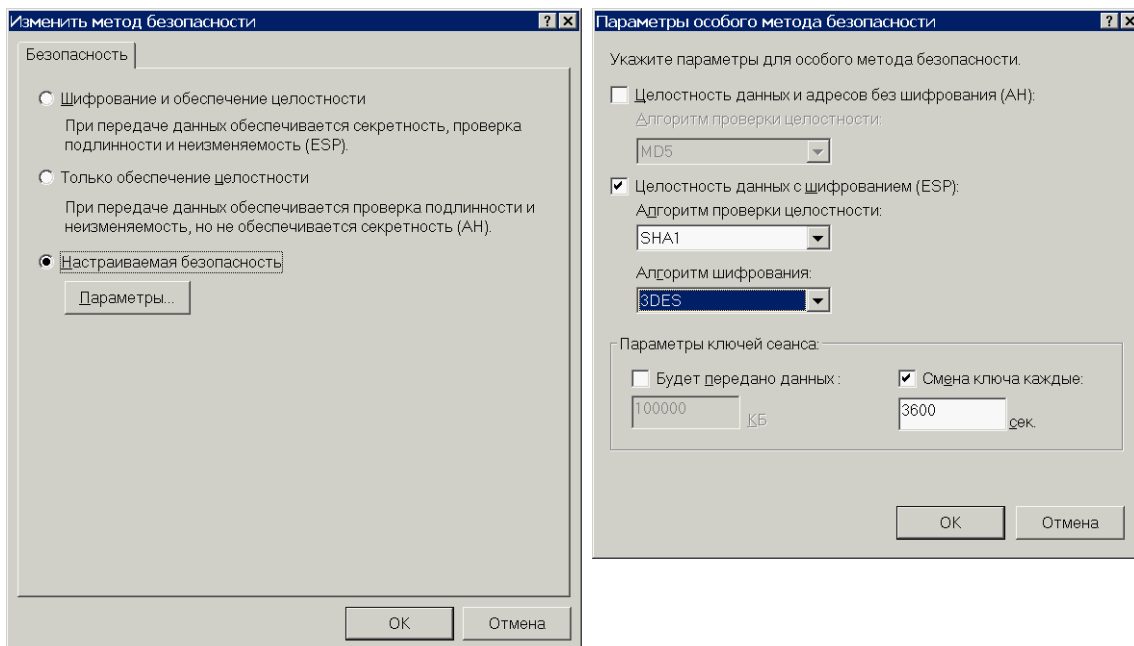 Изменить метод безопасности
Безопасность
Шифрование и обеспечение целостности
При передаче данных обеспечивается секретность, проверка
подлинности и неизменяемость (ESP).
Только обеспечение целостности
При передаче данных обеспечивается проверка подлинности и
неизменяемость, но не обеспечивается секретность (AH).
Настраиваемая безопасность
Параметры...
OK
Отмена
Параметры особого метода безопасности
Укажите параметры для особого метода безопасности.
Целостность данных и адресов без шифрования (AH):
Алгоритм проверки целостности:
MD5
Целостность данных с шифрованием (ESP):
Алгоритм проверки целостности:
SHA1
Алгоритм шифрования:
3DES
Параметры ключей сеанса:
Будет передано данных :
Смена ключа каждые:
100000
КБ
3600
сек.
OK
Отмена